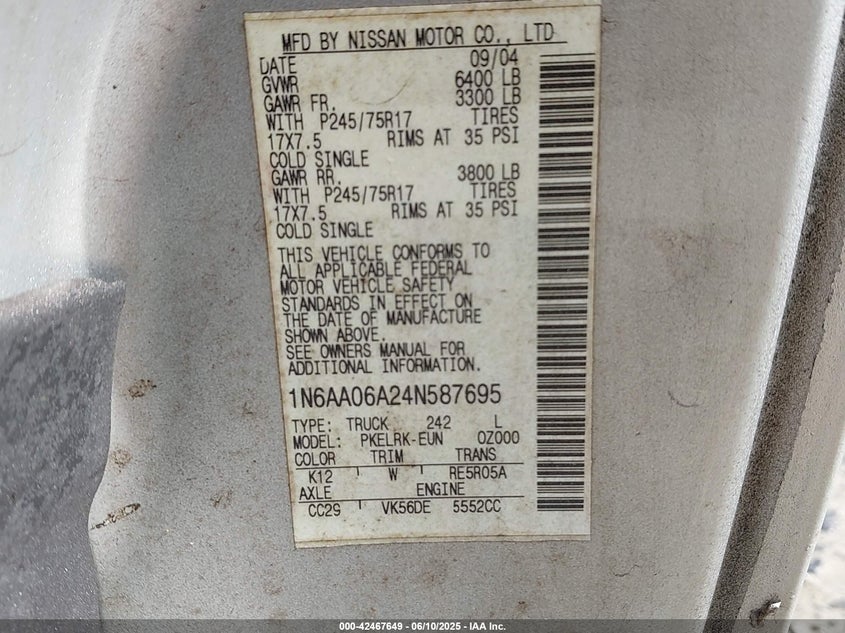 MFD BY NISSAN MOTOR CO., LTD
DATE 09/04
GVWR 6400 LB
GAWR FR. 3300 LB
WITH P245/75R17 TIRES
17X7.5 RIMS AT 35 PSI
COLD SINGLE
GAWR RR. 3800 LB
WITH P245/75R17 TIRES
17X7.5 RIMS AT 35 PSI
COLD SINGLE
THIS VEHICLE CONFORMS TO
ALL APPLICABLE FEDERAL
MOTOR VEHICLE SAFETY
STANDARDS IN EFFECT ON
THE DATE OF MANUFACTURE
SHOWN ABOVE.
SEE OWNERS MANUAL FOR
ADDITIONAL INFORMATION.
1N6AA06A24N587695
TYPE: TRUCK 242 L
MODEL: PKELRK-EUN 0Z000
COLOR TRIM TRANS
K12 W RE5R05A
AXLE ENGINE
CC29 VK56DE 5552CC
000-42467649 - 06/10/2025 - IAA Inc.